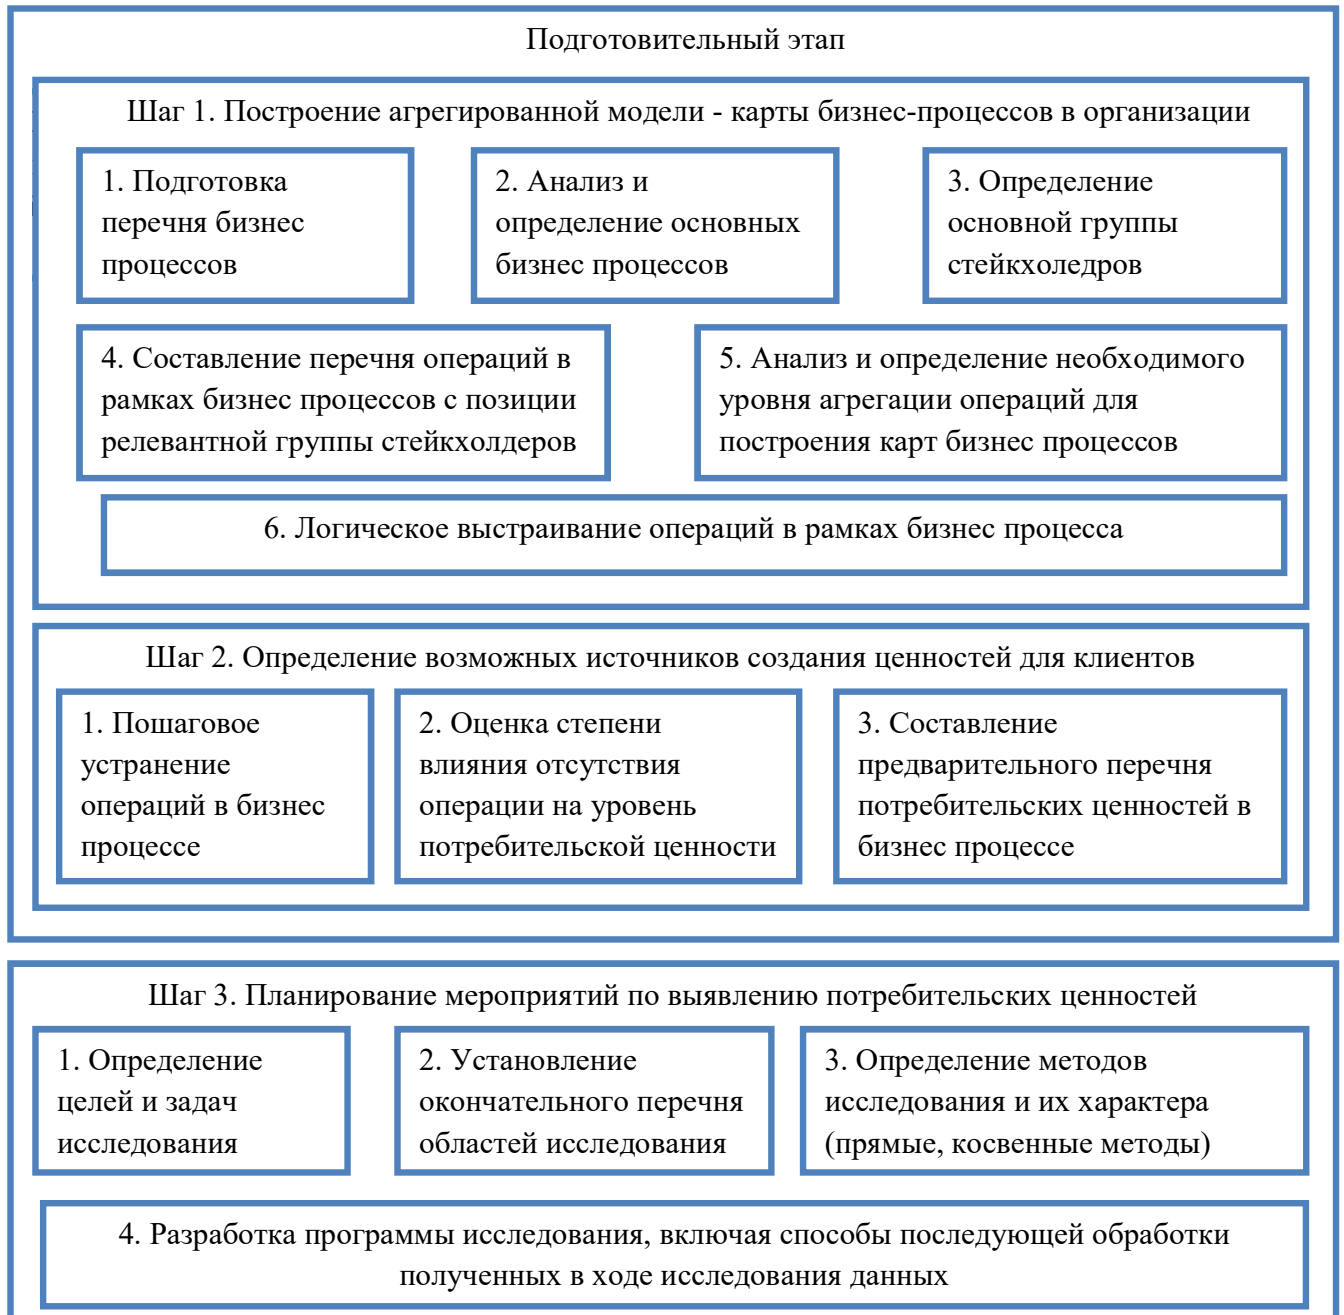 Подготовительный этап
Шаг 1. Построение агрегированной модели - карты бизнес-процессов в организации
1. Подготовка
перечня бизнес
процессов
2. Анализ и
определение основных
бизнес процессов
3. Определение
основной группы
стейкхоледров
4. Составление перечня операций в
рамках бизнес процессов с позиции
релевантной группы стейкхолдеров
5. Анализ и определение необходимого
уровня агрегации операций для
построения карт бизнес процессов
6. Логическое выстраивание операций в рамках бизнес процесса
Шаг 2. Определение возможных источников создания ценностей для клиентов
1. Пошаговое
устранение
операций в бизнес
процессе
2. Оценка степени
влияния отсутствия
операции на уровень
потребительской ценности
3. Составление
предварительного перечня
потребительских ценностей в
бизнес процессе
Шаг 3. Планирование мероприятий по выявлению потребительских ценностей
1. Определение
целей и задач
исследования
2. Установление
окончательного перечня
областей исследования
3. Определение методов
исследования и их характера
(прямые, косвенные методы)
4. Разработка программы исследования, включая способы последующей обработки
полученных в ходе исследования данных